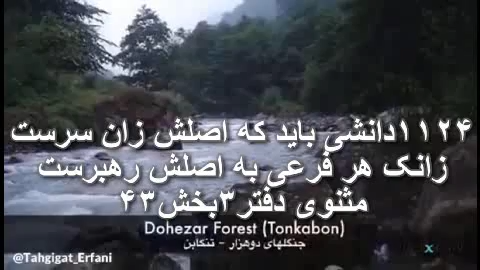 ۱۱۲۴دانشی باید که اصلش زان سرست
زانک هر فرعی به اصلش رهبرست
مثنوی دفتر۳بخش۴۳
Dohezar Forest (Tonkabon)
جنگلهای دوهزار - تنکابن
@Tahgigat_Erfani